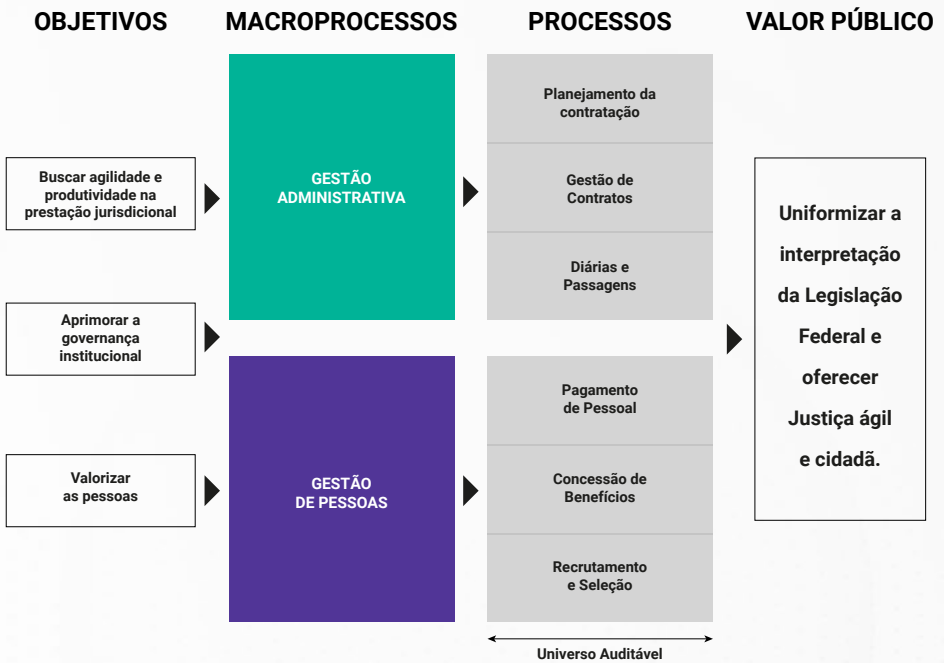 OBJETIVOS
MACROPROCESSOS
PROCESSOS
VALOR PÚBLICO
Buscar agilidade e
produtividade na
prestação jurisdicional
Aprimorar a
governança
institucional
Valorizar
as pessoas
GESTÃO
ADMINISTRATIVA
GESTÃO
DE PESSOAS
Planejamento da
contratação
Gestão de
Contratos
Diárias e
Passagens
Pagamento
de Pessoal
Concessão de
Benefícios
Recrutamento
e Seleção
Universo Auditável
Uniformizar a
interpretação
da Legislação
Federal e
oferecer
Justiça ágil
e cidadã.